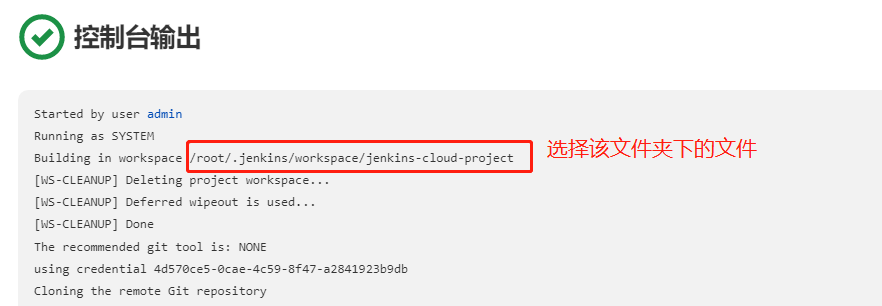 控制台输出
Started by user admin
Running as SYSTEM
Building in workspace /root/.jenkins/workspace/jenkins-cloud-project
选择该文件夹下的文件
[WS-CLEANUP] Deleting project workspace...
[WS-CLEANUP] Deferred wipeout is used...
[WS-CLEANUP] Done
The recommended git tool is: NONE
using credential 4d570ce5-0cae-4c59-8f47-a2841923b9db
Cloning the remote Git repository